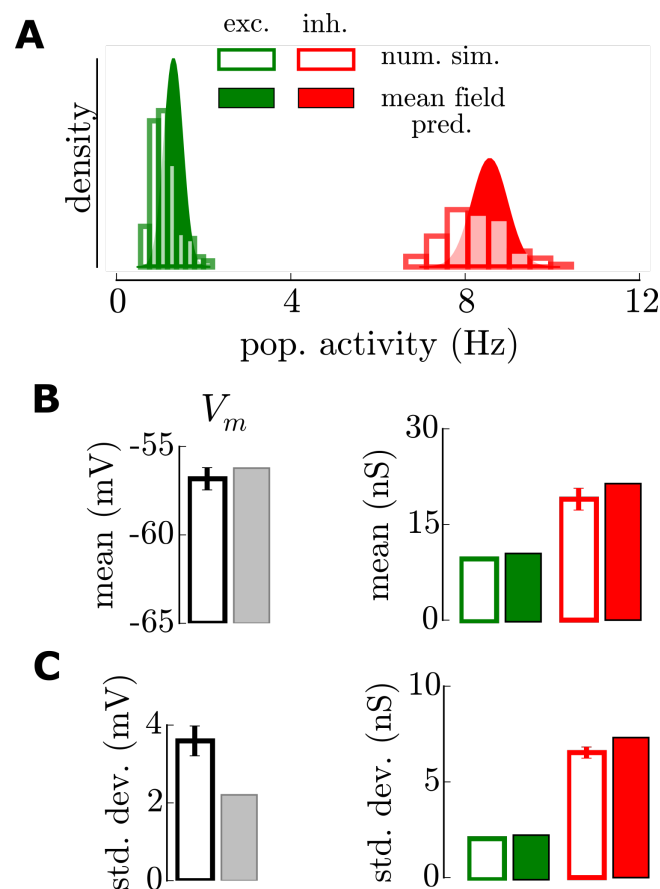 A
exc. inh.
num. sim.
mean field
pred.
density
0 4 8 12
pop. activity (Hz)
B
V_m
mean (mV)
-55
-60
-65
mean (nS)
30
15
0
C
std. dev. (mV)
4
2
0
std. dev. (nS)
10
5
0